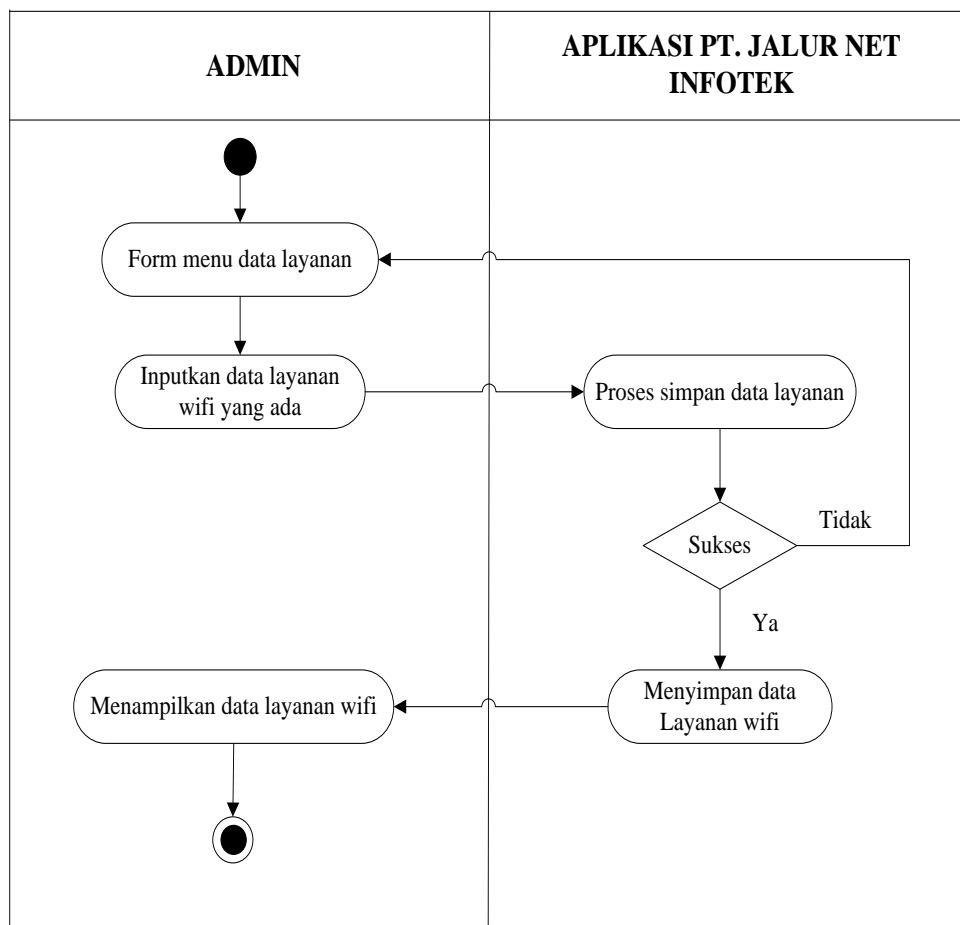 ADMIN
APLIKASI PT. JALUR NET
INFOTEK
Form menu data layanan
Inputkan data layanan
wifi yang ada
Proses simpan data layanan
Sukses
Tidak
Ya
Menyimpan data
Layanan wifi
Menampilkan data layanan wifi